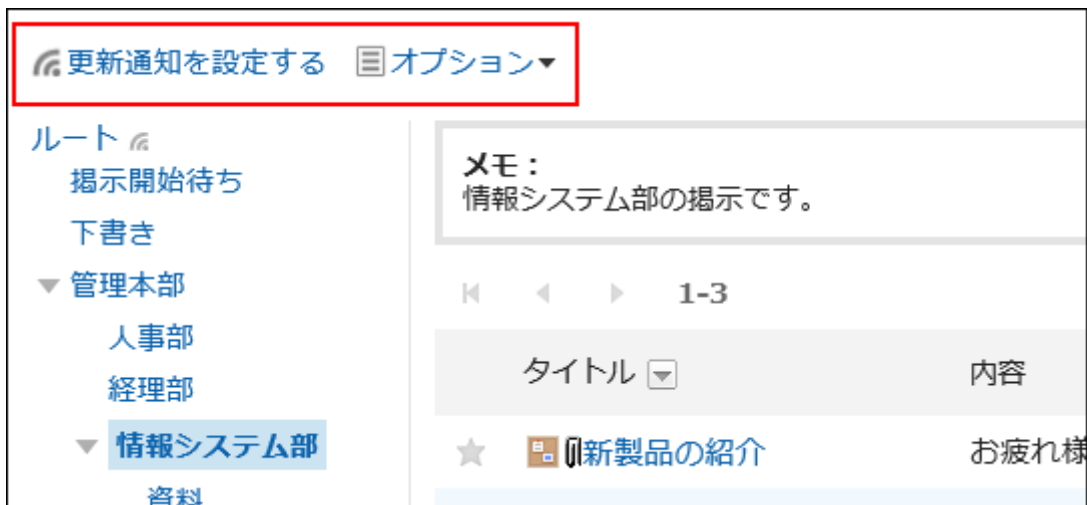 更新通知を設定する オプション▼
ルート
掲示開始待ち
下書き
管理本部
人事部
経理部
情報システム部
資料
メモ：
情報システム部の掲示です。
1-3
タイトル 内容
新製品の紹介 お疲れ様